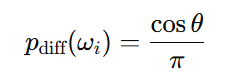 p_diff(ω_i) = cos θ / π